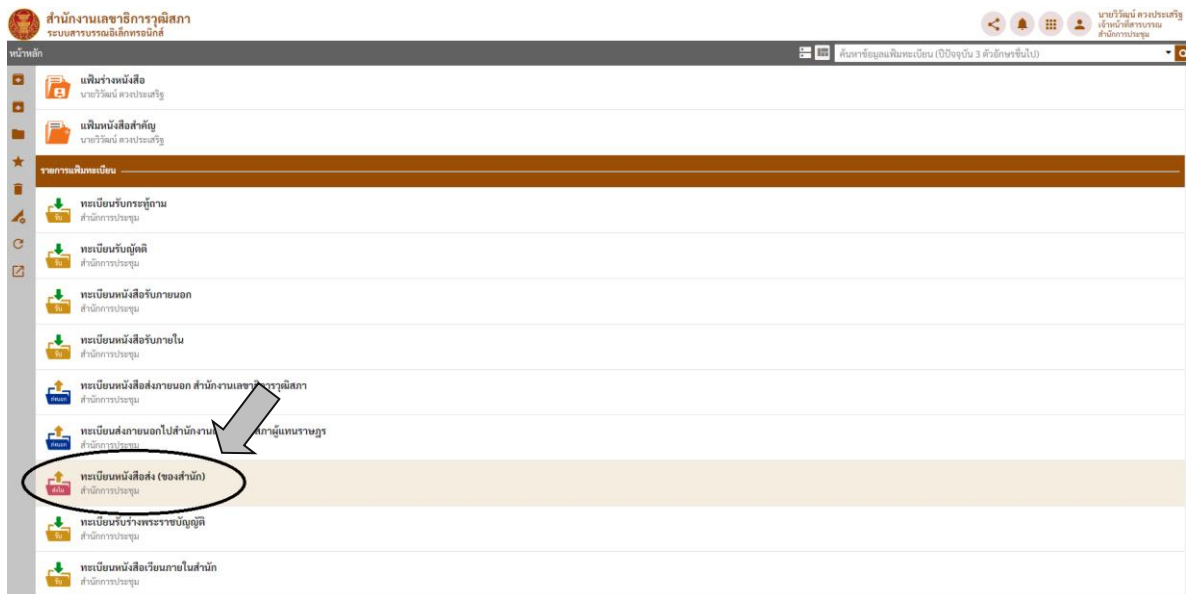 สำนักงานเลขาธิการวุฒิสภา
ระบบสารบรรณอิเล็กทรอนิกส์
นายวิวัฒน์ ดวงประเสริฐ
เจ้าหน้าที่สารบรรณ
สำนักการประชุม
หน้าหลัก
ค้นหาข้อมูลแฟ้มทะเบียน (ปีปัจจุบัน 3 ตัวอักษรขึ้นไป)
แฟ้มร่างหนังสือ
นายวิวัฒน์ ดวงประเสริฐ
แฟ้มหนังสือสำคัญ
นายวิวัฒน์ ดวงประเสริฐ
รายการแฟ้มทะเบียน
ทะเบียนรับกระทู้ถาม
รับ สำนักการประชุม
ทะเบียนรับญัตติ
รับ สำนักการประชุม
ทะเบียนหนังสือรับภายนอก
รับ สำนักการประชุม
ทะเบียนหนังสือรับภายใน
รับ สำนักการประชุม
ทะเบียนหนังสือส่งภายนอก สำนักงานเลขาธิการวุฒิสภา
ส่งนอก สำนักการประชุม
ทะเบียนส่งภายนอกไปสำนักงาน สภาผู้แทนราษฎร
ส่งนอก สำนักการประชุม
ทะเบียนหนังสือส่ง (ของสำนัก)
ส่งใน สำนักการประชุม
ทะเบียนรับร่างพระราชบัญญัติ
รับ สำนักการประชุม
ทะเบียนหนังสือเวียนภายในสำนัก
รับ สำนักการประชุม